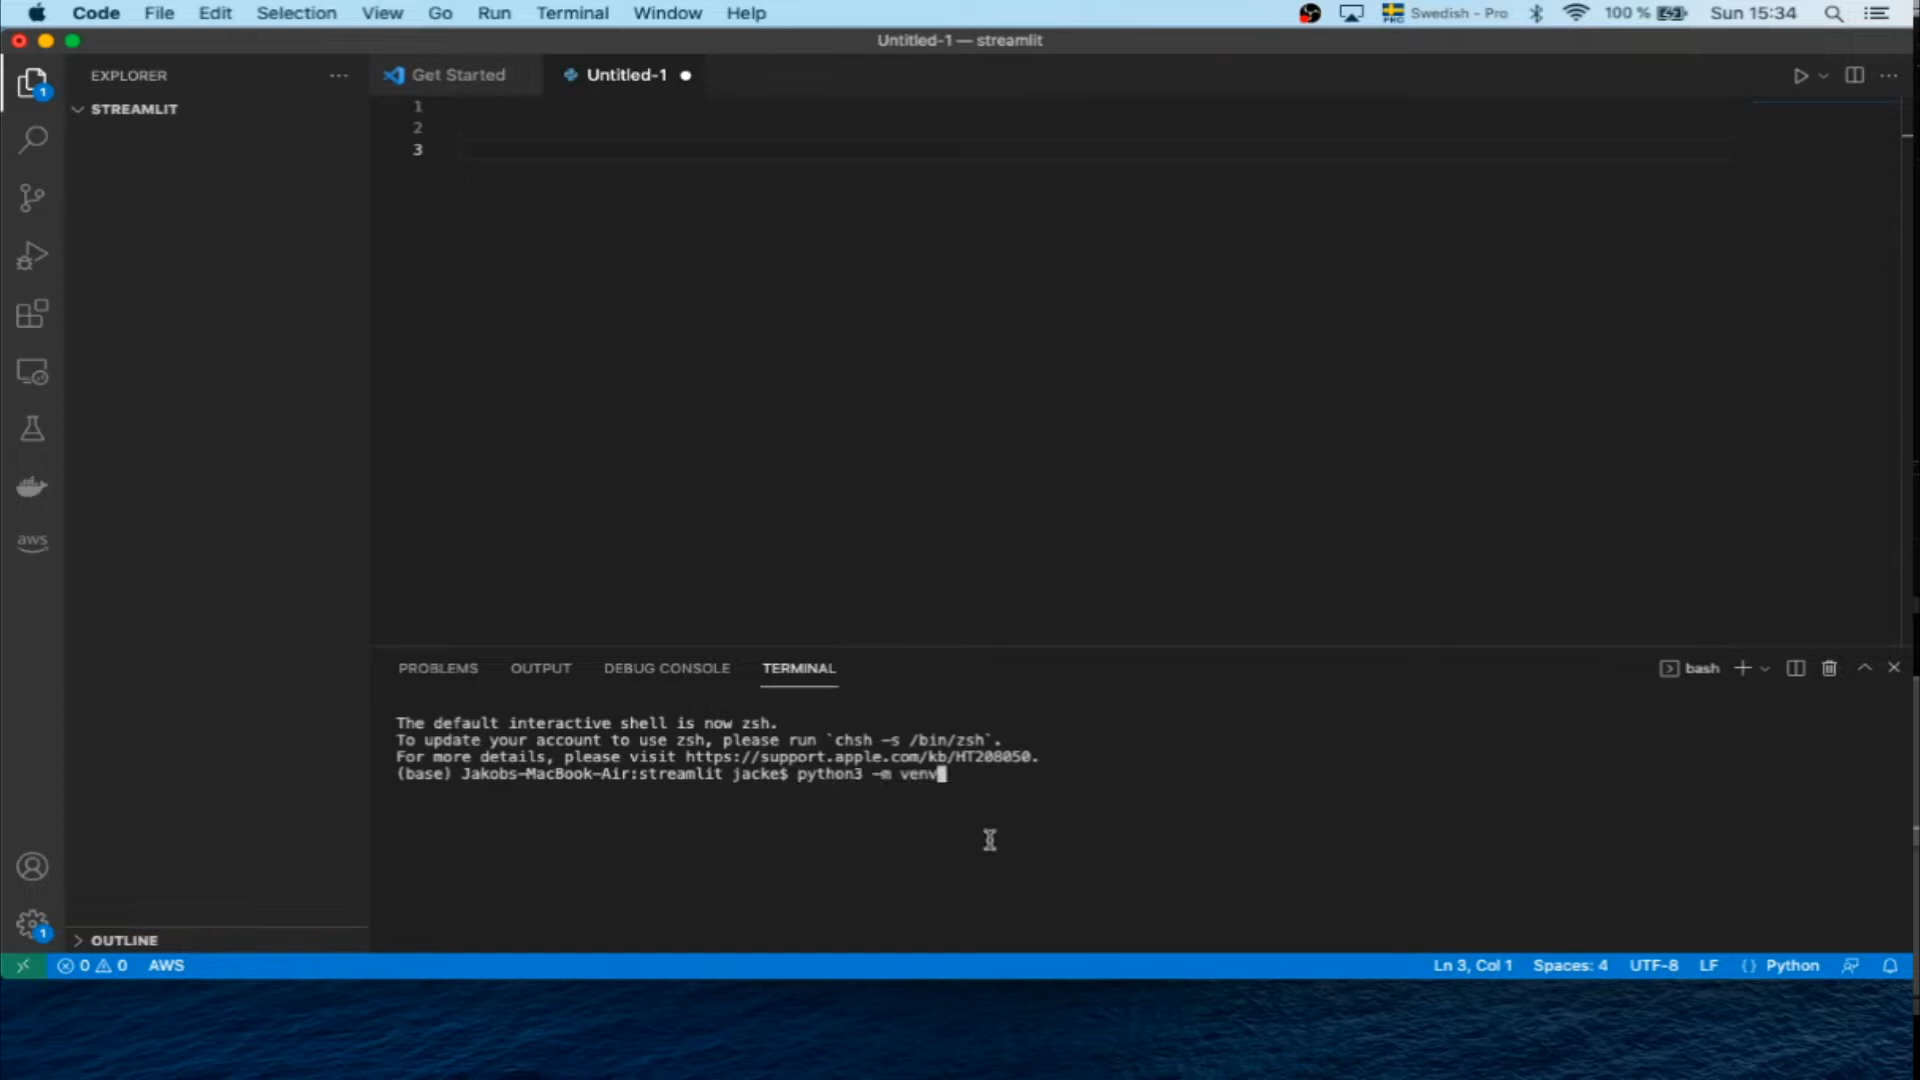 Code File Edit Selection View Go Run Terminal Window Help PRO Swedish - Pro 100 % Sun 15:34
Untitled-1 — streamlit
EXPLORER
Get Started
Untitled-1
STREAMLIT
1
2
3
1
aws
PROBLEMS OUTPUT DEBUG CONSOLE TERMINAL
bash
The default interactive shell is now zsh.
To update your account to use zsh, please run `chsh -s /bin/zsh`.
For more details, please visit https://support.apple.com/kb/HT208050.
(base) Jakobs-MacBook-Air:streamlit jacke$ python3 -m venv
1
OUTLINE
0 0 AWS
Ln 3, Col 1 Spaces: 4 UTF-8 LF {} Python